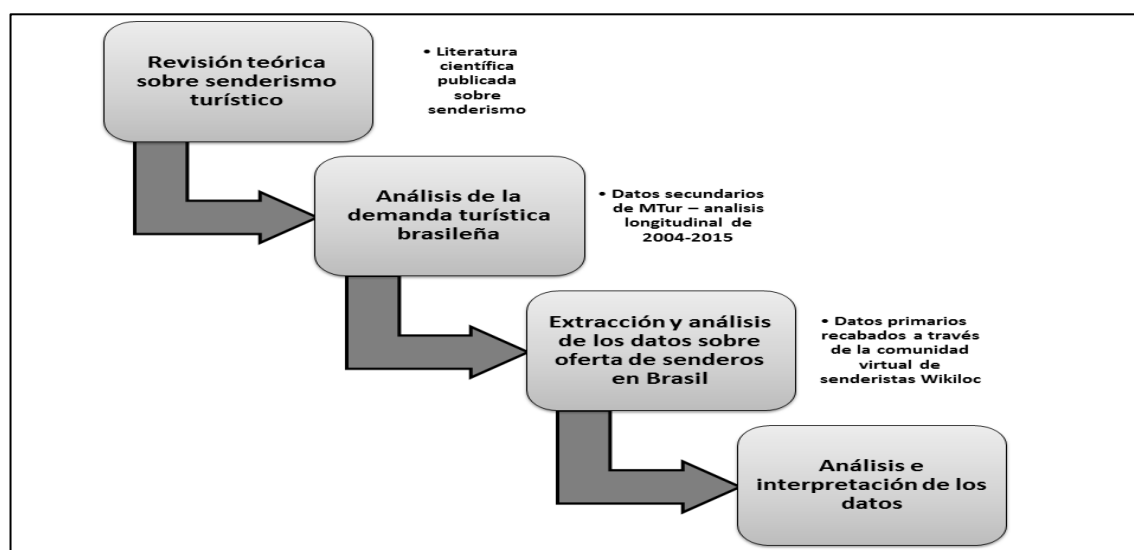 Revisión teórica
sobre senderismo
turístico
• Literatura
científica
publicada
sobre
senderismo
Análisis de la
demanda turística
brasileña
• Datos secundarios
de MTur – analisis
longitudinal de
2004-2015
Extracción y análisis
de los datos sobre
oferta de senderos
en Brasil
• Datos primarios
recabados a través
de la comunidad
virtual de
senderistas Wikiloc
Análisis e
interpretación de los
datos